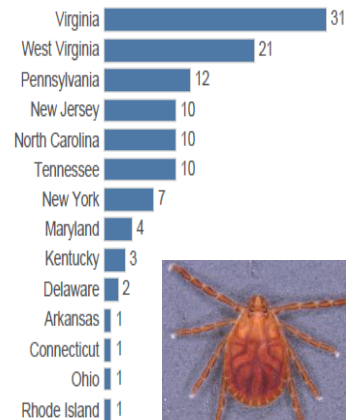 Virginia 31
West Virginia 21
Pennsylvania 12
New Jersey 10
North Carolina 10
Tennessee 10
New York 7
Maryland 4
Kentucky 3
Delaware 2
Arkansas 1
Connecticut 1
Ohio 1
Rhode Island 1